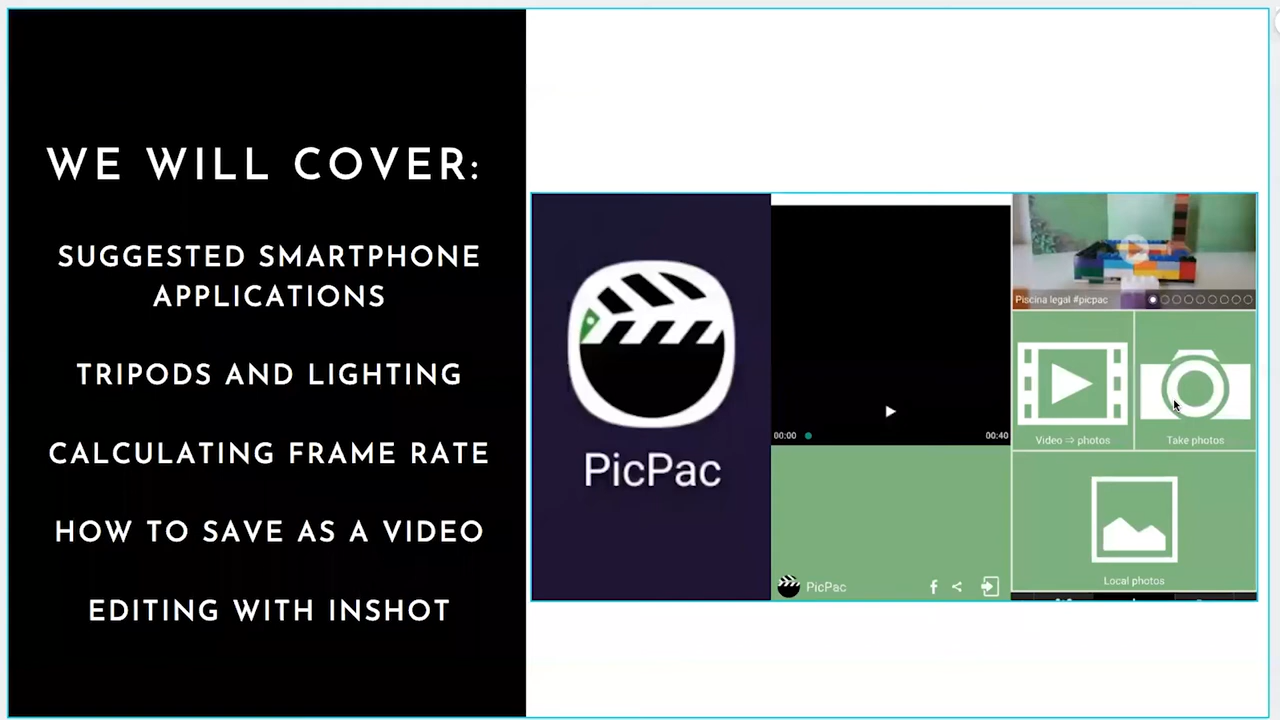 WE WILL COVER:
SUGGESTED SMARTPHONE
APPLICATIONS
TRIPODS AND LIGHTING
CALCULATING FRAME RATE
HOW TO SAVE AS A VIDEO
EDITING WITH INSHOT
PicPac
00:00
00:40
PicPac
Piscina legal #picpac
Video ⇒ photos
Take photos
Local photos